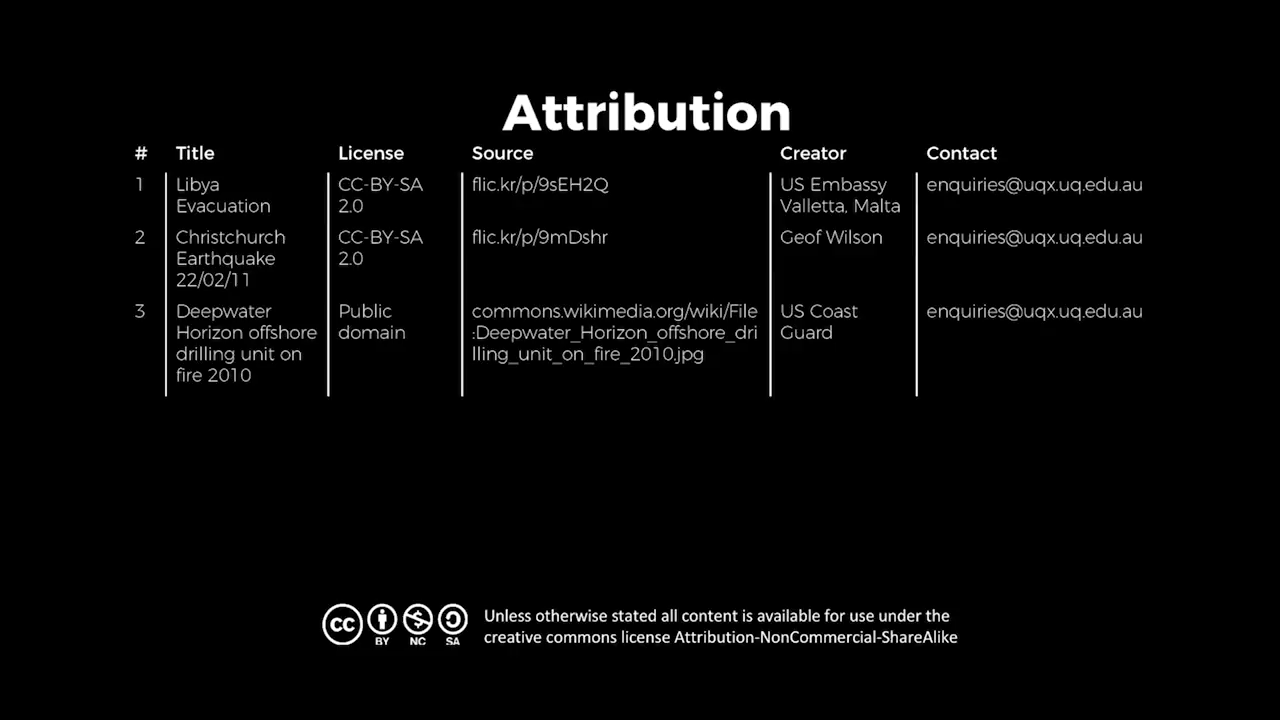 Attribution
# Title License Source Creator Contact
1 Libya CC-BY-SA flic.kr/p/9sEH2Q US Embassy enquiries@uqx.uq.edu.au
Evacuation 2.0 Valletta, Malta
2 Christchurch CC-BY-SA flic.kr/p/9mDshr Geof Wilson enquiries@uqx.uq.edu.au
Earthquake 2.0
22/02/11
3 Deepwater Public commons.wikimedia.org/wiki/File US Coast enquiries@uqx.uq.edu.au
Horizon offshore domain :Deepwater_Horizon_offshore_dri Guard
drilling unit on lling_unit_on_fire_2010.jpg
fire 2010
cc Unless otherwise stated all content is available for use under the
BY NC SA creative commons license Attribution-NonCommercial-ShareAlike